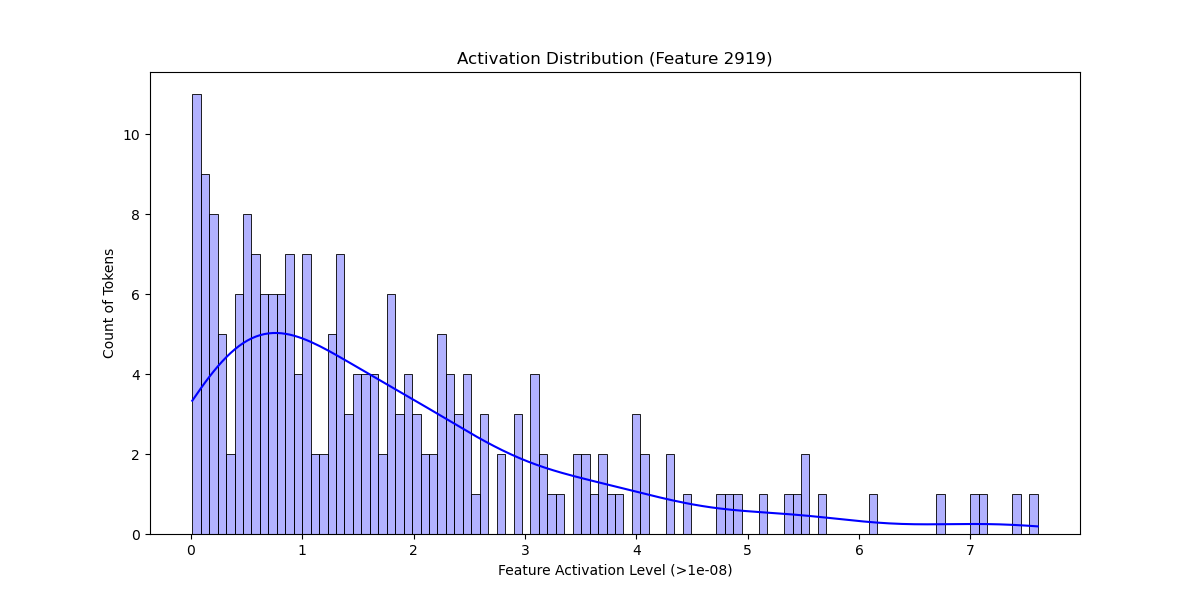 Activation Distribution (Feature 2919)
Count of Tokens
10
8
6
4
2
0
0 1 2 3 4 5 6 7
Feature Activation Level (>1e-08)